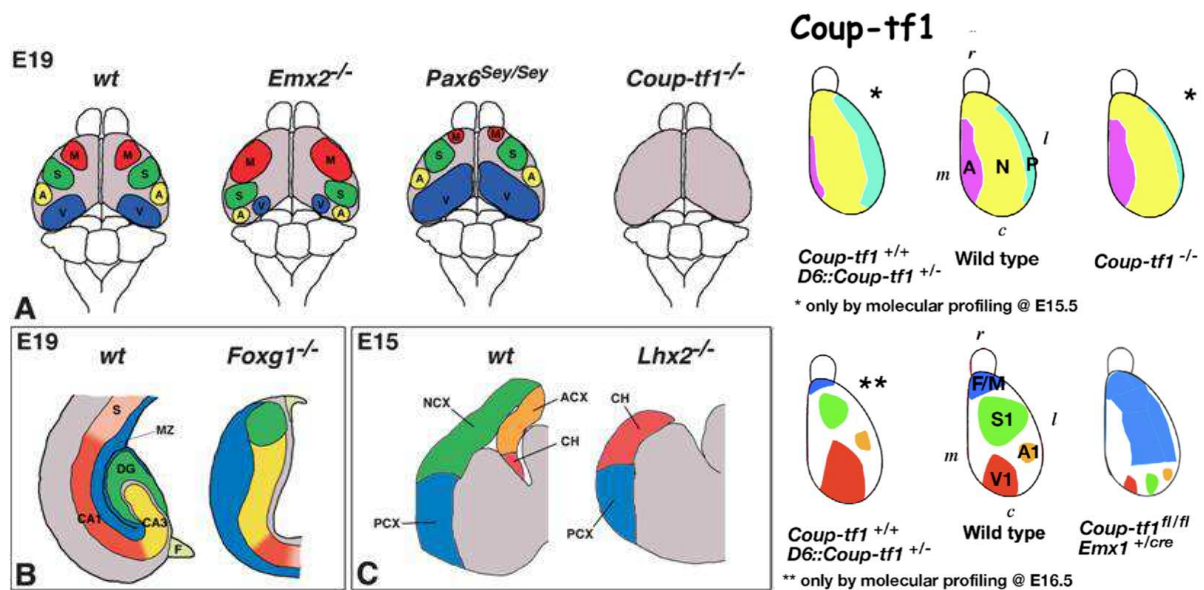 E19
wt
Emx2-/-
Pax6Sey/Sey
Coup-tf1-/-
M M
S S
A A
V V
M M
S S
A V V A
M M
S S
A A
V V
A
E19
wt
Foxg1-/-
S
MZ
DG
CA1
CA3
F
B
E15
wt
Lhx2-/-
NCX
ACX
CH
CH
PCX
PCX
C
Coup-tf1
r
*
*
l
m
A N P
c
Coup-tf1 +/+
D6::Coup-tf1 +/-
Wild type
Coup-tf1 -/-
* only by molecular profiling @ E15.5
r
**
F/M
S1
l
A1
m
V1
c
Coup-tf1 +/+
D6::Coup-tf1 +/-
Wild type
Coup-tf1fl/fl
Emx1 +/cre
** only by molecular profiling @ E16.5